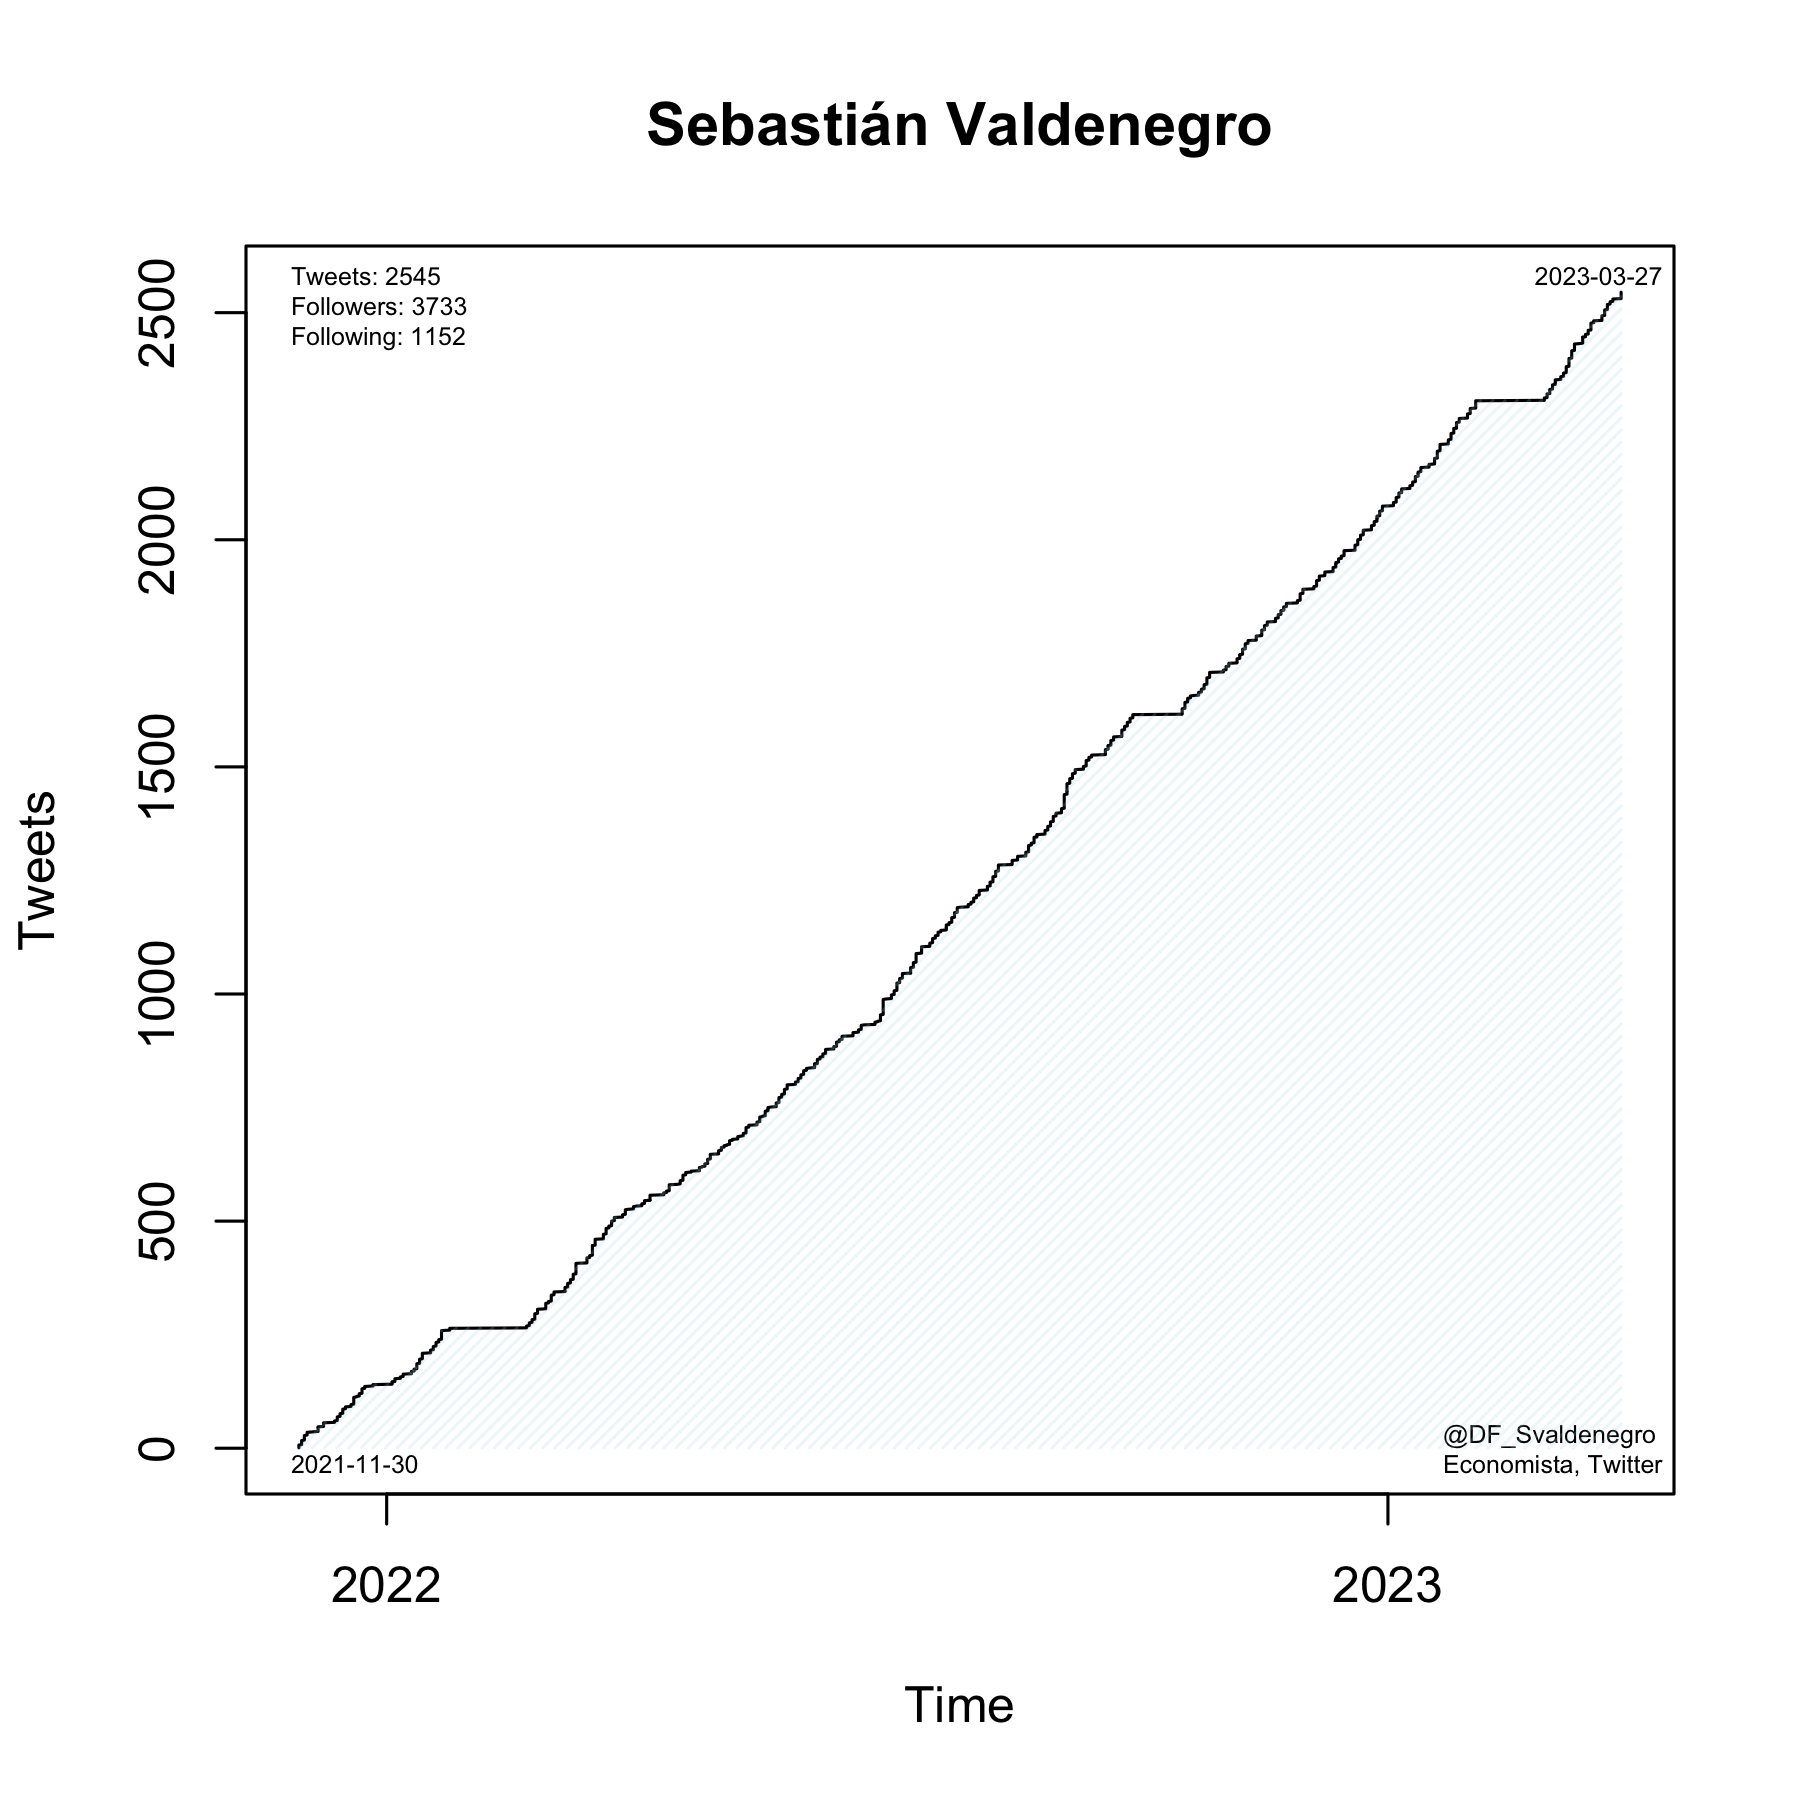 Sebastián Valdenegro
Tweets: 2545
Followers: 3733
Following: 1152
2023-03-27
2500
2000
1500
1000
500
0
Tweets
2021-11-30
@DF_Svaldenegro
Economista, Twitter
2022
2023
Time